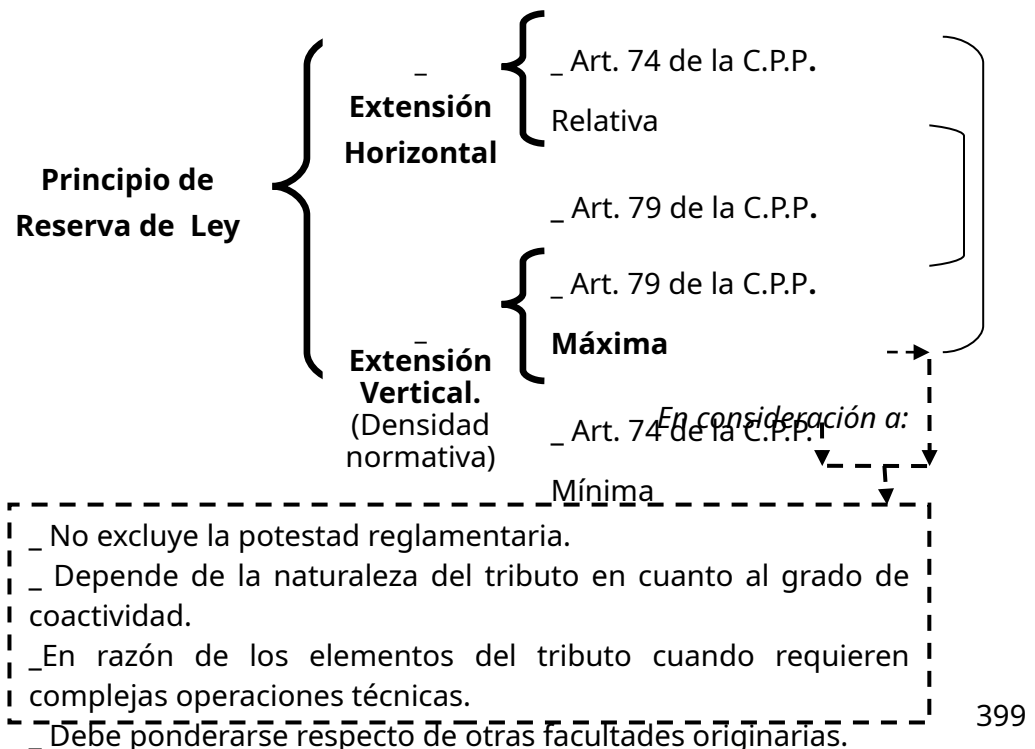 Principio de
Reserva de Ley
_
Extensión
Horizontal
_ Art. 74 de la C.P.P.
Relativa
_ Art. 79 de la C.P.P.
_
Extensión
Vertical.
(Densidad
normativa)
_ Art. 79 de la C.P.P.
Máxima
_ Art. 74 de la C.P.P.
Mínima
En consideración a:
_ No excluye la potestad reglamentaria.
_ Depende de la naturaleza del tributo en cuanto al grado de
coactividad.
_En razón de los elementos del tributo cuando requieren
complejas operaciones técnicas.
_ Debe ponderarse respecto de otras facultades originarias.
399